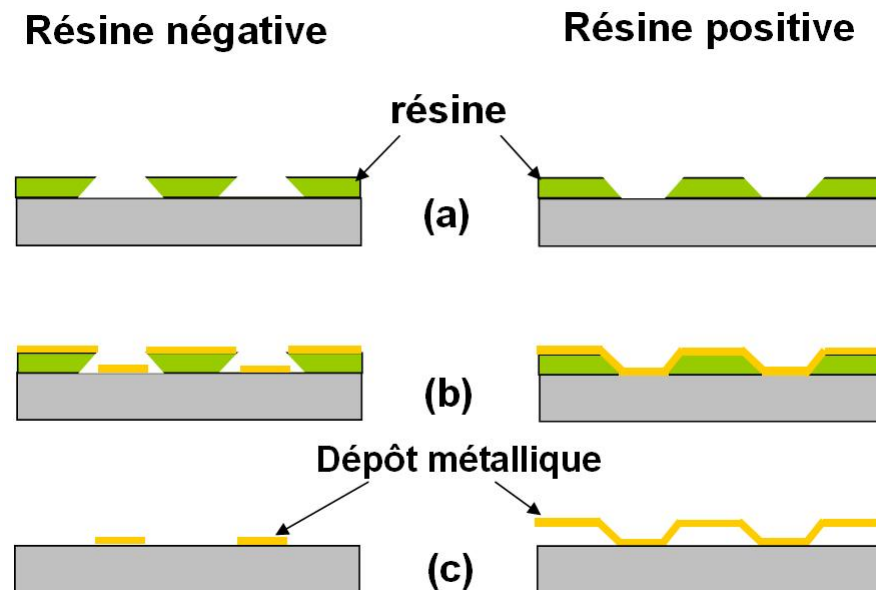 Résine négative
Résine positive
résine
(a)
(b)
Dépôt métallique
(c)